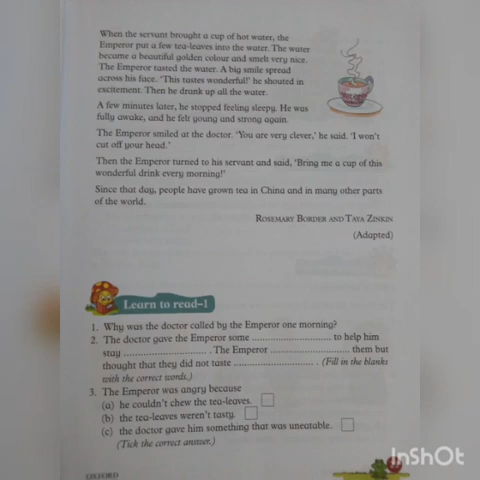 When the servant brought a cup of hot water, the
Emperor put a few tea-leaves into the water. The water
became a beautiful golden colour and smelt very nice.
The Emperor tasted the water. A big smile spread
across his face. 'This tastes wonderful!' he shouted in
excitement. Then he drank up all the water.
A few minutes later, he stopped feeling sleepy. He was
fully awake, and he felt young and strong again.
The Emperor smiled at the doctor. 'You are very clever,' he said. 'I won't
cut off your head.'
Then the Emperor turned to his servant and said, 'Bring me a cup of this
wonderful drink every morning!'
Since that day, people have grown tea in China and in many other parts
of the world.
ROSEMARY BORDER AND TAYA ZINKIN
(Adapted)
Learn to read–1
1. Why was the doctor called by the Emperor one morning?
2. The doctor gave the Emperor some .............................. to help him
stay .............................. . The Emperor .............................. them but
thought that they did not taste .............................. . (Fill in the blanks
with the correct words.)
3. The Emperor was angry because
(a) he couldn't chew the tea-leaves.
(b) the tea-leaves weren't tasty.
(c) the doctor gave him something that was uneatable.
(Tick the correct answer.)
OXFORD
InShOt